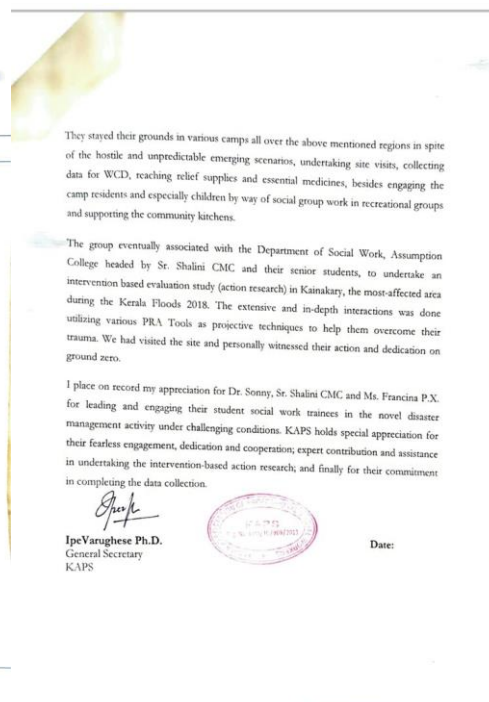 They stayed their grounds in various camps all over the above mentioned regions in spite
of the hostile and unpredictable emerging scenarios, undertaking site visits, collecting
data for WCD, reaching relief supplies and essential medicines, besides engaging the
camp residents and especially children by way of social group work in recreational groups
and supporting the community kitchens.
The group eventually associated with the Department of Social Work, Assumption
College headed by Sr. Shalini CMC and their senior students, to undertake an
intervention based evaluation study (action research) in Kainakary, the most-affected area
during the Kerala Floods 2018. The extensive and in-depth interactions was done
utilizing various PRA Tools as projective techniques to help them overcome their
trauma. We had visited the site and personally witnessed their action and dedication on
ground zero.
I place on record my appreciation for Dr. Sonny, Sr. Shalini CMC and Ms. Francina P.X.
for leading and engaging their student social work trainees in the novel disaster
management activity under challenging conditions. KAPS holds special appreciation for
their fearless engagement, dedication and cooperation; expert contribution and assistance
in undertaking the intervention-based action research; and finally for their commitment
in completing the data collection.
KAPS
IpeVarughese Ph.D.
General Secretary
KAPS
Date: